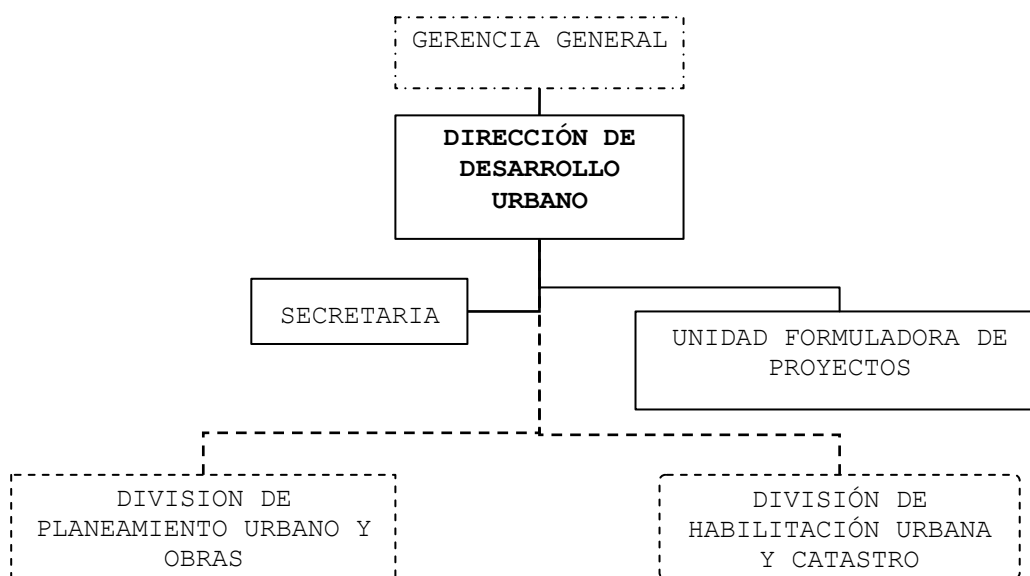 GERENCIA GENERAL
DIRECCIÓN DE
DESARROLLO
URBANO
SECRETARIA
UNIDAD FORMULADORA DE
PROYECTOS
DIVISION DE
PLANEAMIENTO URBANO Y
OBRAS
DIVISIÓN DE
HABILITACIÓN URBANA
Y CATASTRO